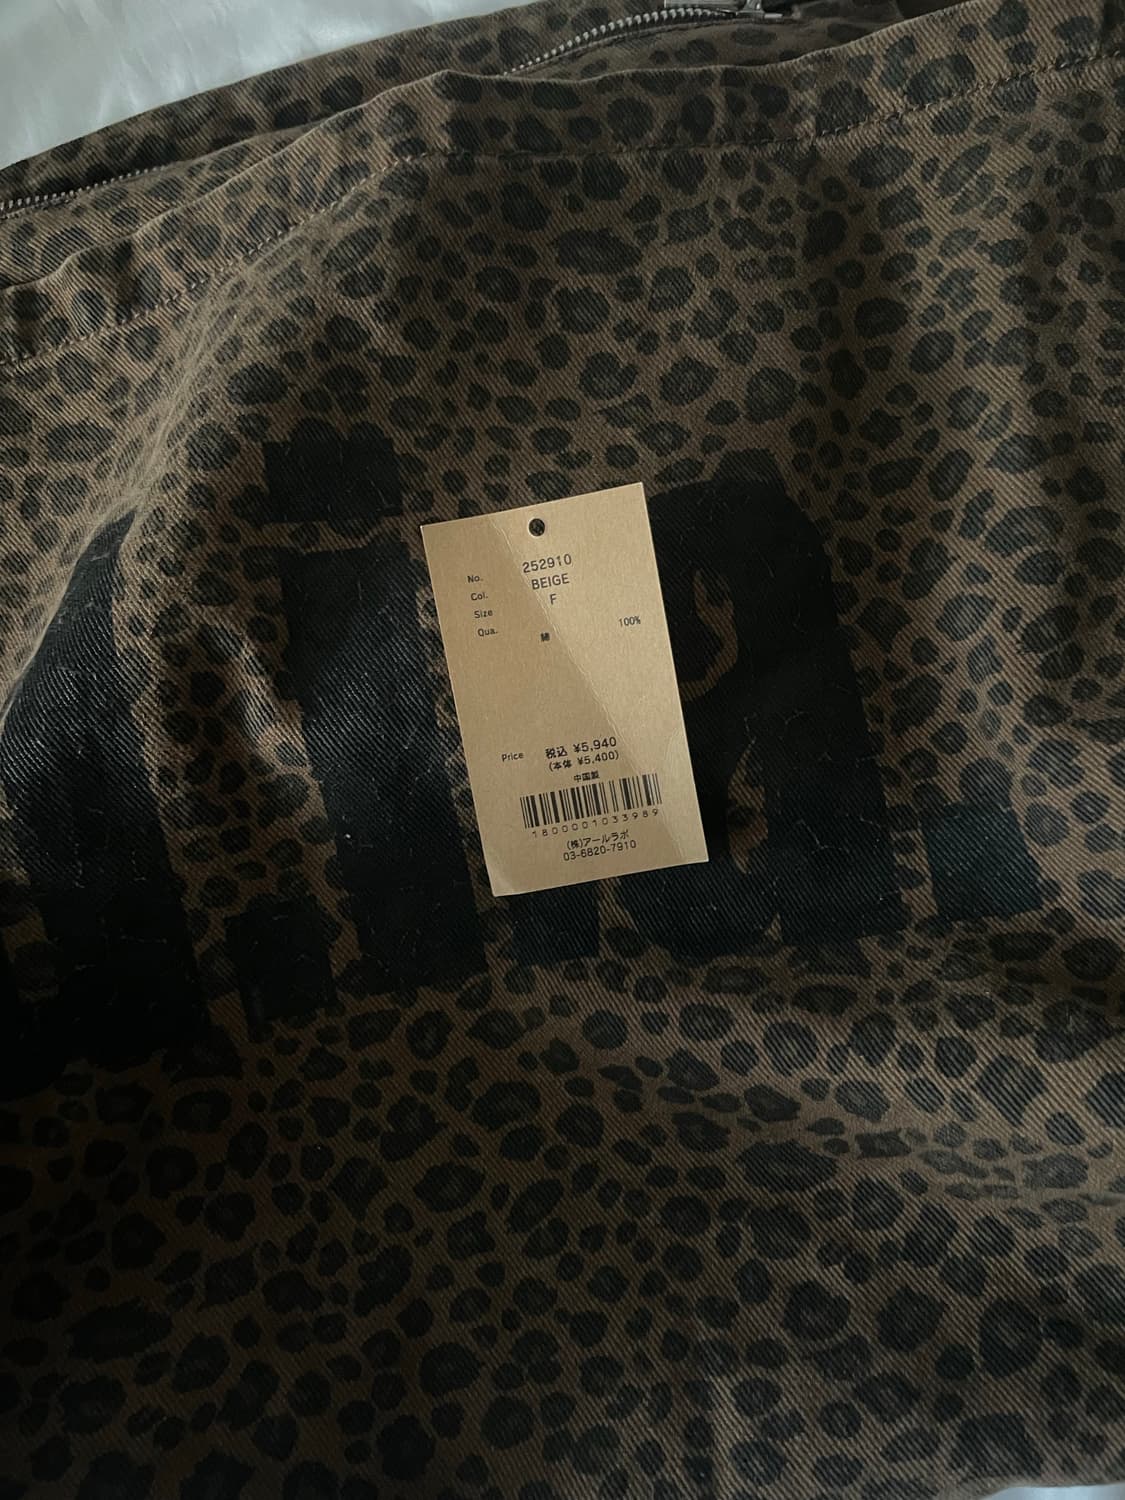 No. 252910
Col. BEIGE
Size F
Qua. 綿 100%
Price 税込 ¥5,940
(本体 ¥5,400)
中国製
1800001033989
(株)アールラボ
03-6820-7910